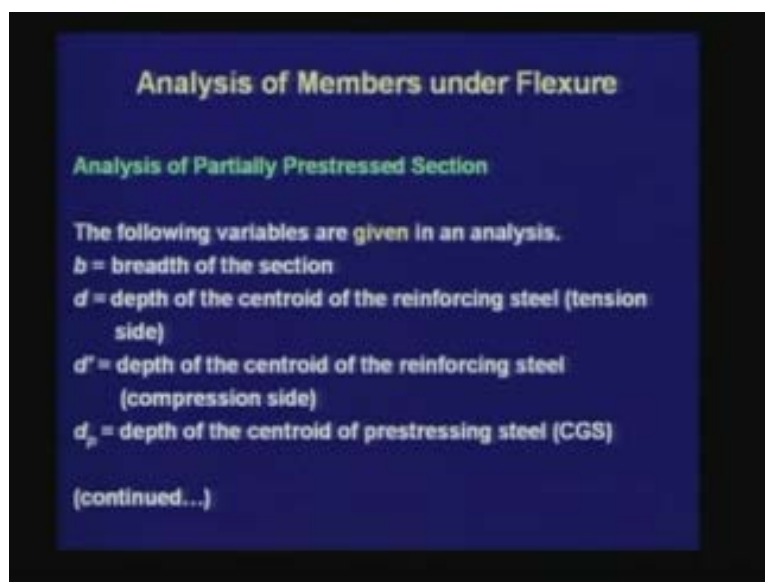 Analysis of Members under Flexure
Analysis of Partially Prestressed Section
The following variables are given in an analysis.
b = breadth of the section
d = depth of the centroid of the reinforcing steel (tension
side)
d' = depth of the centroid of the reinforcing steel
(compression side)
dp = depth of the centroid of prestressing steel (CGS)
(continued...)